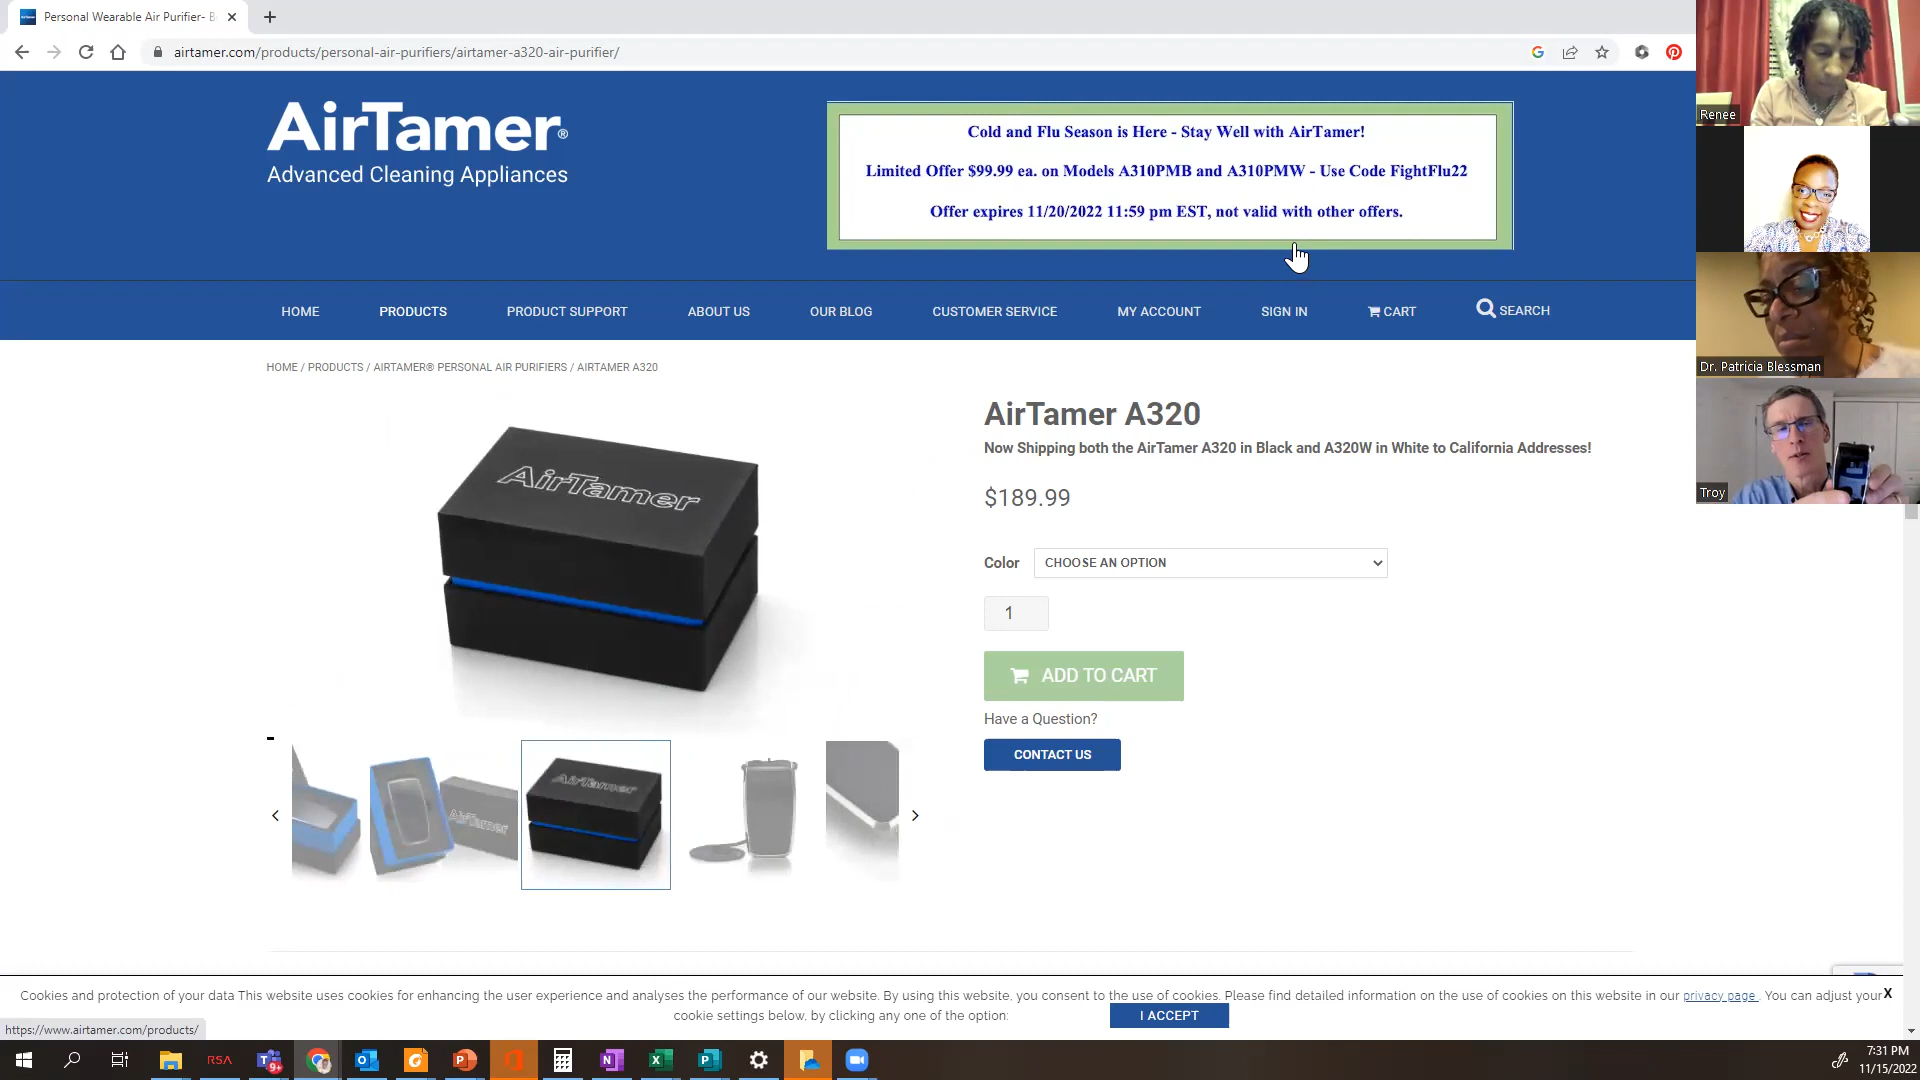 Personal Wearable Air Purifier- B
airtamer.com/products/personal-air-purifiers/airtamer-a320-air-purifier/
AirTamer®
Advanced Cleaning Appliances
Cold and Flu Season is Here - Stay Well with AirTamer!
Limited Offer $99.99 ea. on Models A310PMB and A310PMW - Use Code FightFlu22
Offer expires 11/20/2022 11:59 pm EST, not valid with other offers.
HOME PRODUCTS PRODUCT SUPPORT ABOUT US OUR BLOG CUSTOMER SERVICE MY ACCOUNT SIGN IN CART SEARCH
HOME / PRODUCTS / AIRTAMER® PERSONAL AIR PURIFIERS / AIRTAMER A320
AirTamer
AirTamer A320
Now Shipping both the AirTamer A320 in Black and A320W in White to California Addresses!
$189.99
Color CHOOSE AN OPTION
1
ADD TO CART
Have a Question?
CONTACT US
AirTamer
AirTamer
Renee
Dr. Patricia Blessman
Troy
Cookies and protection of your data This website uses cookies for enhancing the user experience and analyses the performance of our website. By using this website, you consent to the use of cookies. Please find detailed information on the use of cookies on this website in our privacy page . You can adjust your X
cookie settings below, by clicking any one of the option: I ACCEPT
https://www.airtamer.com/products/
RSA
9+
7:31 PM
11/15/2022